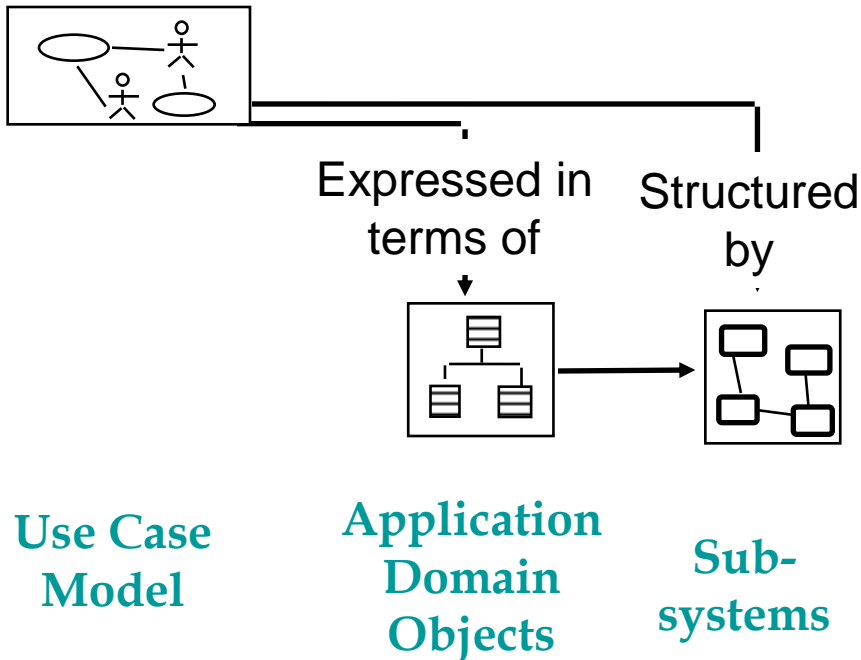 Expressed in
terms of
Structured
by
Use Case
Model
Application
Domain
Objects
Sub-
systems